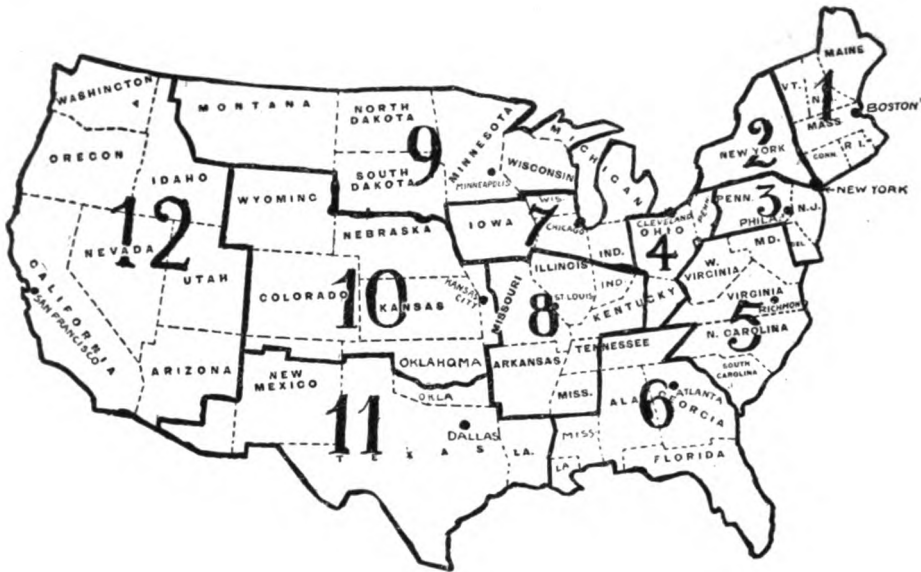 WASHINGTON
MONTANA
NORTH
DAKOTA
MINNESOTA
MICHIGAN
MAINE
VT.
1
BOSTON
MASS
R I.
CONN.
OREGON
IDAHO
9
SOUTH
DAKOTA
MINNEAPOLIS
WISCONSIN
2
NEW YORK
NEW YORK
WYOMING
IOWA
WIS.
7
CHICAGO
CLEVELAND
OHIO
PENN.
4
PENN.
3
N.J.
PHILA.
DEL.
12
NEVADA
UTAH
NEBRASKA
ILLINOIS
IND.
IND.
MD.
W.
VIRGINIA
VIRGINIA
RICHMOND
CALIFORNIA
SAN FRANCISCO
COLORADO
10
KANSAS
KANSAS
CITY
MISSOURI
8
ST LOUIS
KENTUCKY
5
N. CAROLINA
ARIZONA
NEW
MEXICO
OKLAHOMA
OKLA
ARKANSAS
TENNESSEE
SOUTH
CAROLINA
MISS.
ALA
6
ATLANTA
GEORGIA
11
DALLAS
TEXAS
LA.
MISS
LA
FLORIDA